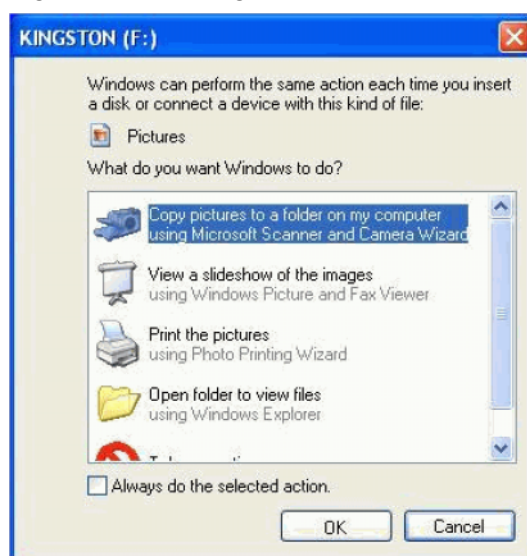 KINGSTON (F:)
Windows can perform the same action each time you insert
a disk or connect a device with this kind of file:
Pictures
What do you want Windows to do?
Copy pictures to a folder on my computer
using Microsoft Scanner and Camera Wizard
View a slideshow of the images
using Windows Picture and Fax Viewer
Print the pictures
using Photo Printing Wizard
Open folder to view files
using Windows Explorer
Always do the selected action.
OK
Cancel